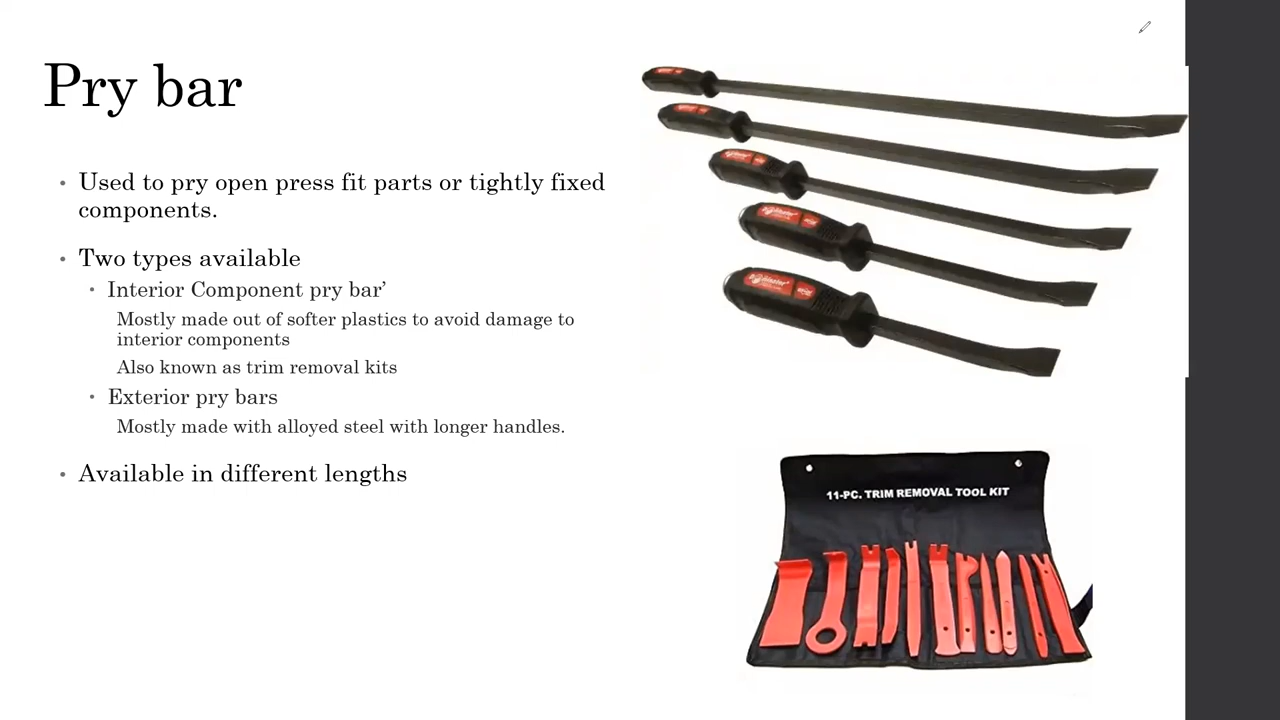 Pry bar
Used to pry open press fit parts or tightly fixed
components.
Two types available
Interior Component pry bar’
Mostly made out of softer plastics to avoid damage to
interior components
Also known as trim removal kits
Exterior pry bars
Mostly made with alloyed steel with longer handles.
Available in different lengths
11-PC. TRIM REMOVAL TOOL KIT